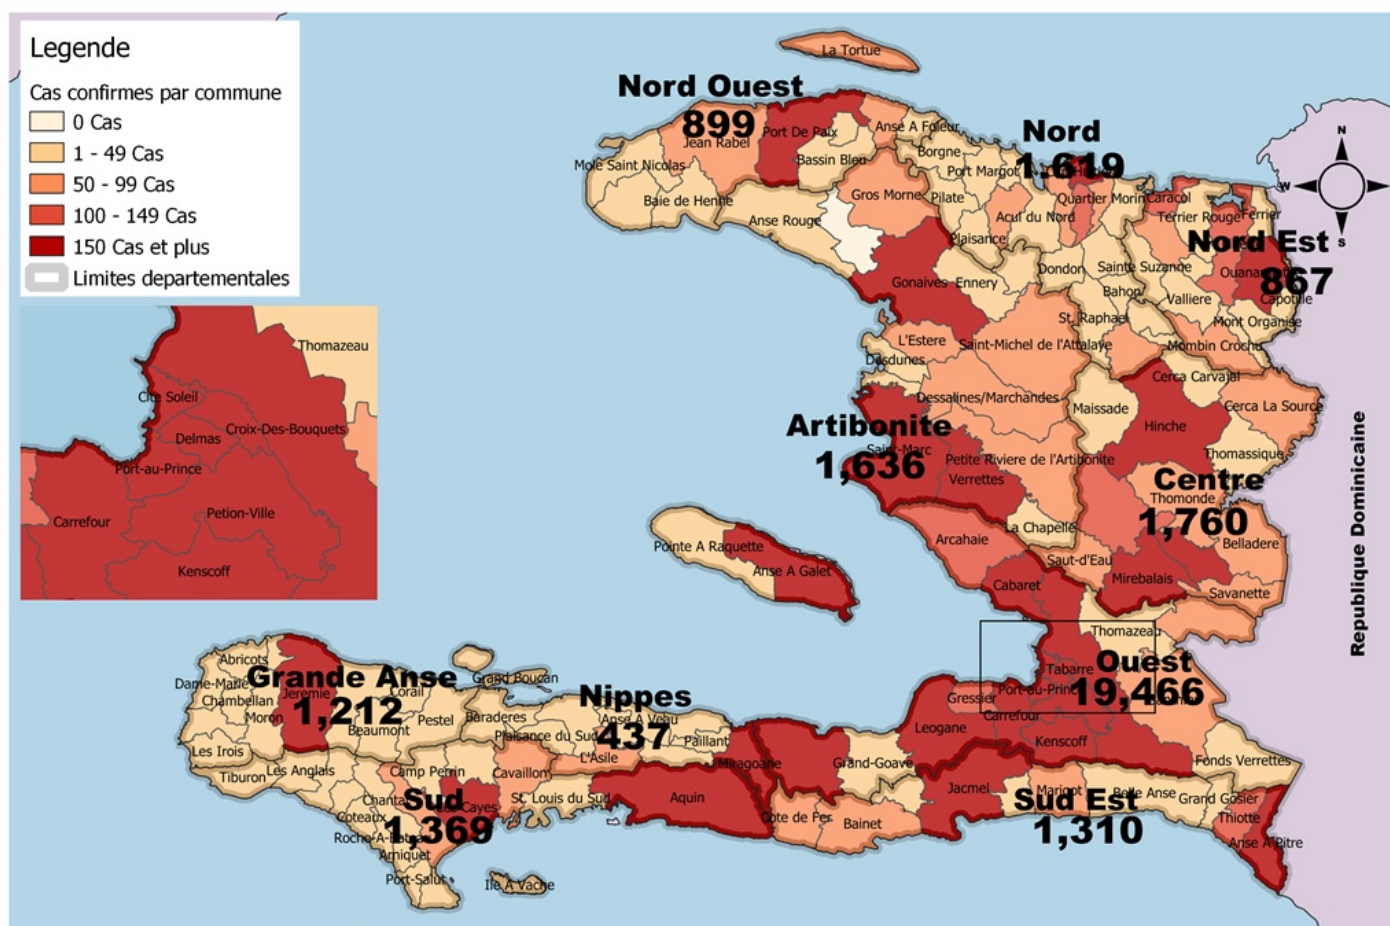 Legende
Cas confirmes par commune
0 Cas
1 - 49 Cas
50 - 99 Cas
100 - 149 Cas
150 Cas et plus
Limites departementales
Thomazeau
Cite Soleil
Delmas
Croix-Des-Bouquets
Port-au-Prince
Petion-Ville
Carrefour
Kenscoff
La Tortue
Nord Ouest
899
Port De Paix
Jean Rabel
Anse A Foleur
Mole Saint Nicolas
Bassin Bleu
Baie de Henne
Anse Rouge
Nord
1.619
Borgne
Port Margot
Gros Morne
Pilate
Quartier Morin
Caracol
Acul du Nord
Terrier Rouge
Ferrier
Plaisance
Nord Est
867
N
W
E
S
Gonaives
Ennery
Dondon
Sainte Suzanne
Bahon
Valliere
Capotille
St. Raphael
Mont Organise
L'Estere
Saint-Michel de l'Attalaye
Mombin Crochu
Desdunes
Cerca Carvajal
Dessalines/Marchandes
Maissade
Cerca La Source
Hinche
Artibonite
1,636
Saint-Marc
Petite Riviere de l'Artibonite
Verrettes
Thomassique
Centre
1,760
Thomonde
La Chapelle
Arcahaie
Belladere
Saut-d'Eau
Mirebalais
Savanette
Cabaret
Pointe A Raquette
Anse A Galet
Republique Dominicaine
Thomazeau
Tabarre
Ouest
19,466
Port-au-Prince
Gressier
Carrefour
Leogane
Kenscoff
Fonds Verrettes
Abricots
Grande Anse
1,212
Dame-Marie
Chambellan
Jeremie
Corail
Moron
Pestel
Beaumont
Les Irois
Grand Boucan
Nippes
437
Baraderes
Anse A Veau
Plaisance du Sud
Paillant
L'Asile
Miragoane
Grand-Goave
Tiburon
Les Anglais
Camp Perrin
Cavaillon
Sud
1,369
St. Louis du Sud
Aquin
Coteaux
Arniquet
Port-Salut
Ile A Vache
Cote de Fer
Bainet
Jacmel
Sud Est
1,310
Marigot
Belle Anse
Grand Gosier
Thiotte
Anse A Pitre